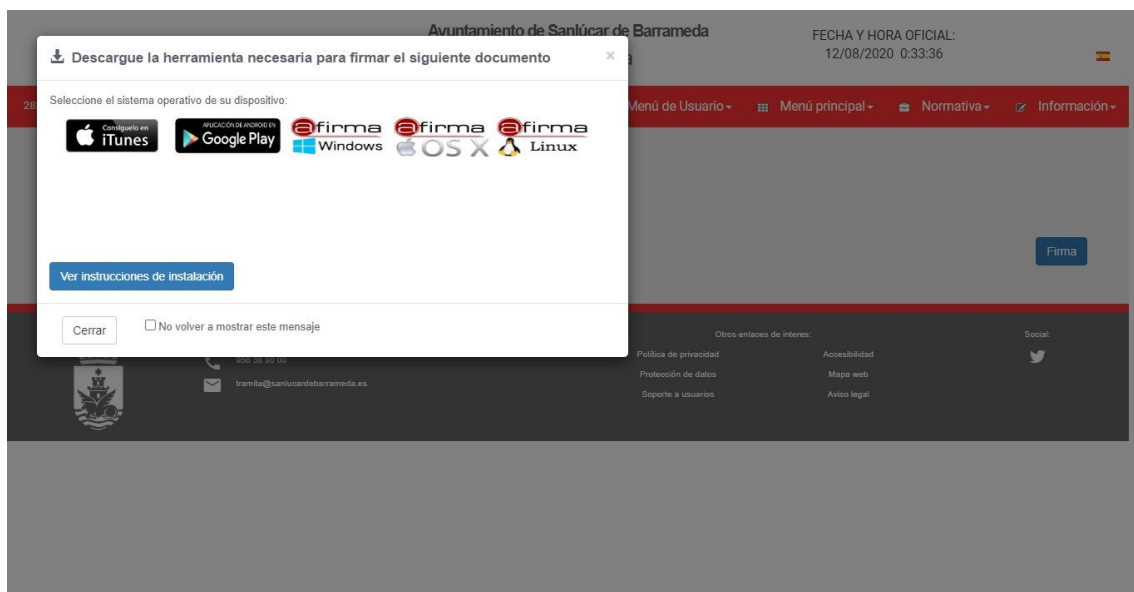 Ayuntamiento de Sanlúcar de Barrameda
FECHA Y HORA OFICIAL:
12/08/2020 0:33:36
Descargue la herramienta necesaria para firmar el siguiente documento
×
Seleccione el sistema operativo de su dispositivo:
28
Menú de Usuario
Menú principal
Normativa
Información
Consíguelo en
iTunes
APLICACIÓN DE ANDROID EN
Google Play
@firma
Windows
@firma
OS X
@firma
Linux
Firma
Ver instrucciones de instalación
Cerrar
No volver a mostrar este mensaje
Otros enlaces de interes:
Social:
956 38 80 00
Política de privacidad
Accesibilidad
Protección de datos
Mapa web
tramita@sanlucardebarrameda.es
Soporte a usuarios
Aviso legal